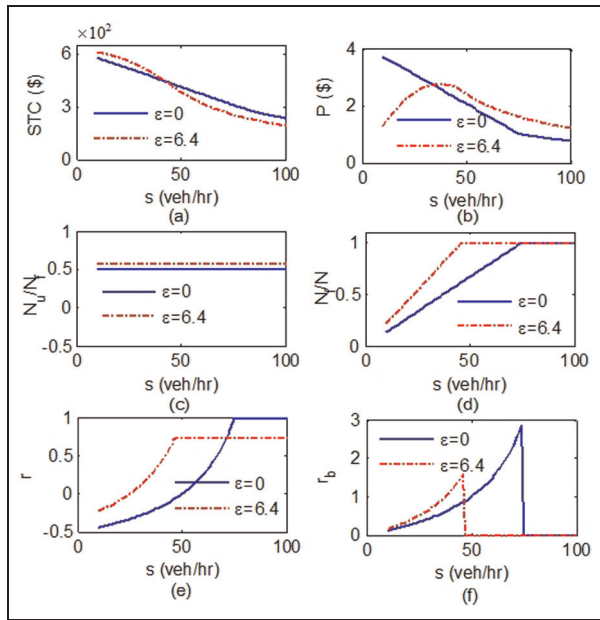 ×10²
6
3
0
STC ($)
ε=0
ε=6.4
0 50 100
s (veh/hr)
(a)
4
2
0
P ($)
ε=0
ε=6.4
0 50 100
s (veh/hr)
(b)
1
0.5
0
-0.5
Nu/Nf
ε=0
ε=6.4
0 50 100
s (veh/hr)
(c)
1
0.5
0
Nf/N
ε=0
ε=6.4
0 50 100
s (veh/hr)
(d)
1
0.5
0
-0.5
r
ε=0
ε=6.4
0 50 100
s (veh/hr)
(e)
3
2
1
0
rb
ε=0
ε=6.4
0 50 100
s (veh/hr)
(f)